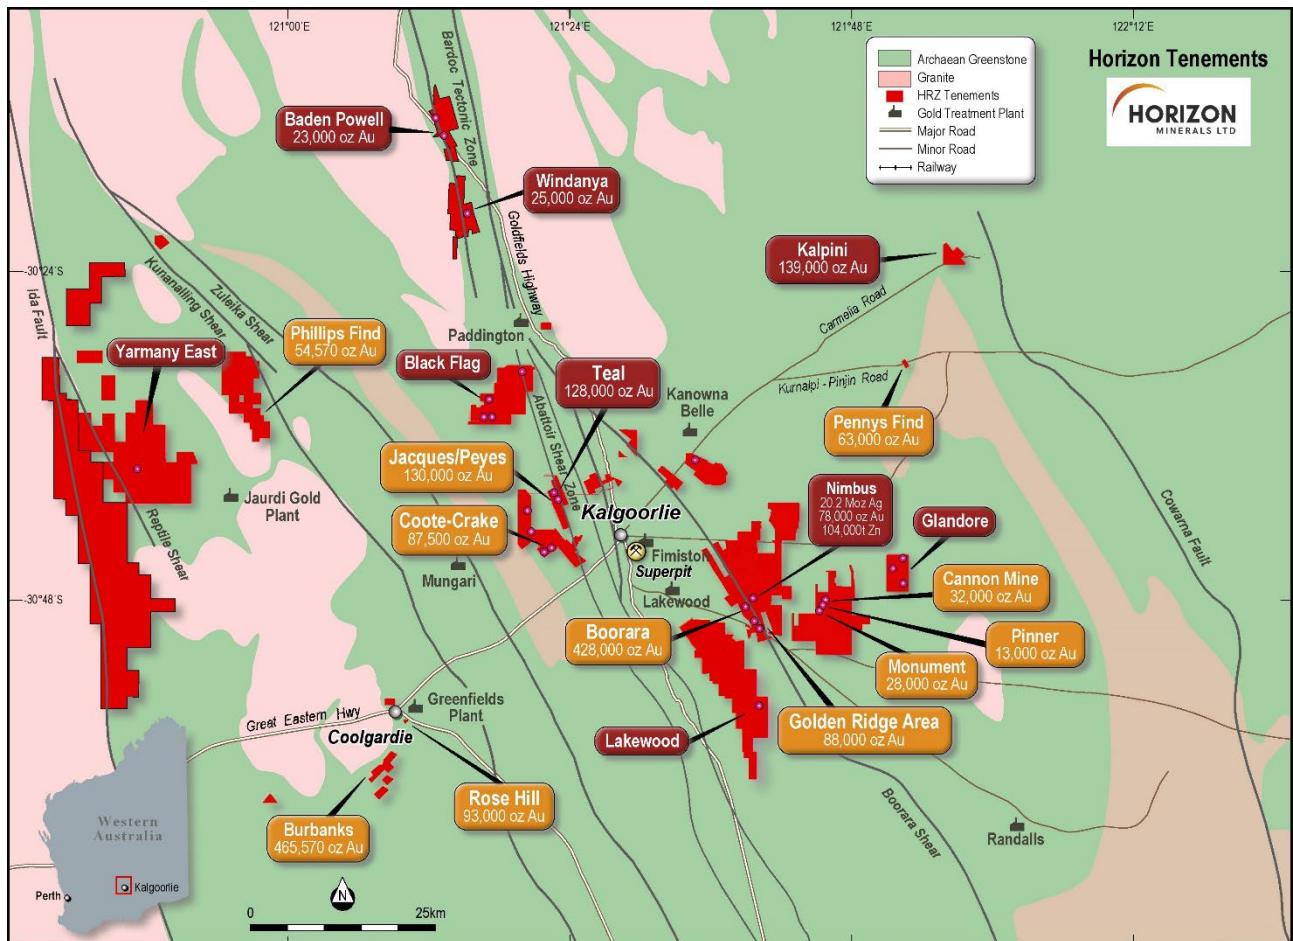 121°00´E
121°24´E
121°48´E
122°12´E
Archaean Greenstone
Granite
HRZ Tenements
Gold Treatment Plant
Major Road
Minor Road
Railway
Horizon Tenements
HORIZON
MINERALS LTD
Bardoc Tectonic Zone
Baden Powell
23,000 oz Au
Windanya
25,000 oz Au
Goldfields Highway
Kalpini
139,000 oz Au
-30°24´S
Ida Fault
Kunanalling Shear
Zuleika Shear
Carmelia Road
Phillips Find
54,570 oz Au
Paddington
Yarmany East
Black Flag
Teal
128,000 oz Au
Kanowna
Belle
Kurnalpi - Pinjin Road
Abattoir Shear Zone
Pennys Find
63,000 oz Au
Jacques/Peyes
130,000 oz Au
Jaurdi Gold
Plant
Reptile Shear
Kalgoorlie
Nimbus
20.2 Moz Ag
78,000 oz Au
104,000t Zn
Glandore
Cowarna Fault
Coote-Crake
87,500 oz Au
Fimiston
Superpit
Mungari
Lakewood
Cannon Mine
32,000 oz Au
-30°48´S
Boorara
428,000 oz Au
Pinner
13,000 oz Au
Monument
28,000 oz Au
Greenfields
Plant
Great Eastern Hwy
Coolgardie
Golden Ridge Area
88,000 oz Au
Lakewood
Rose Hill
93,000 oz Au
Boorara Shear
Burbanks
465,570 oz Au
Randalls
Western
Australia
Perth
Kalgoorlie
N
0
25km